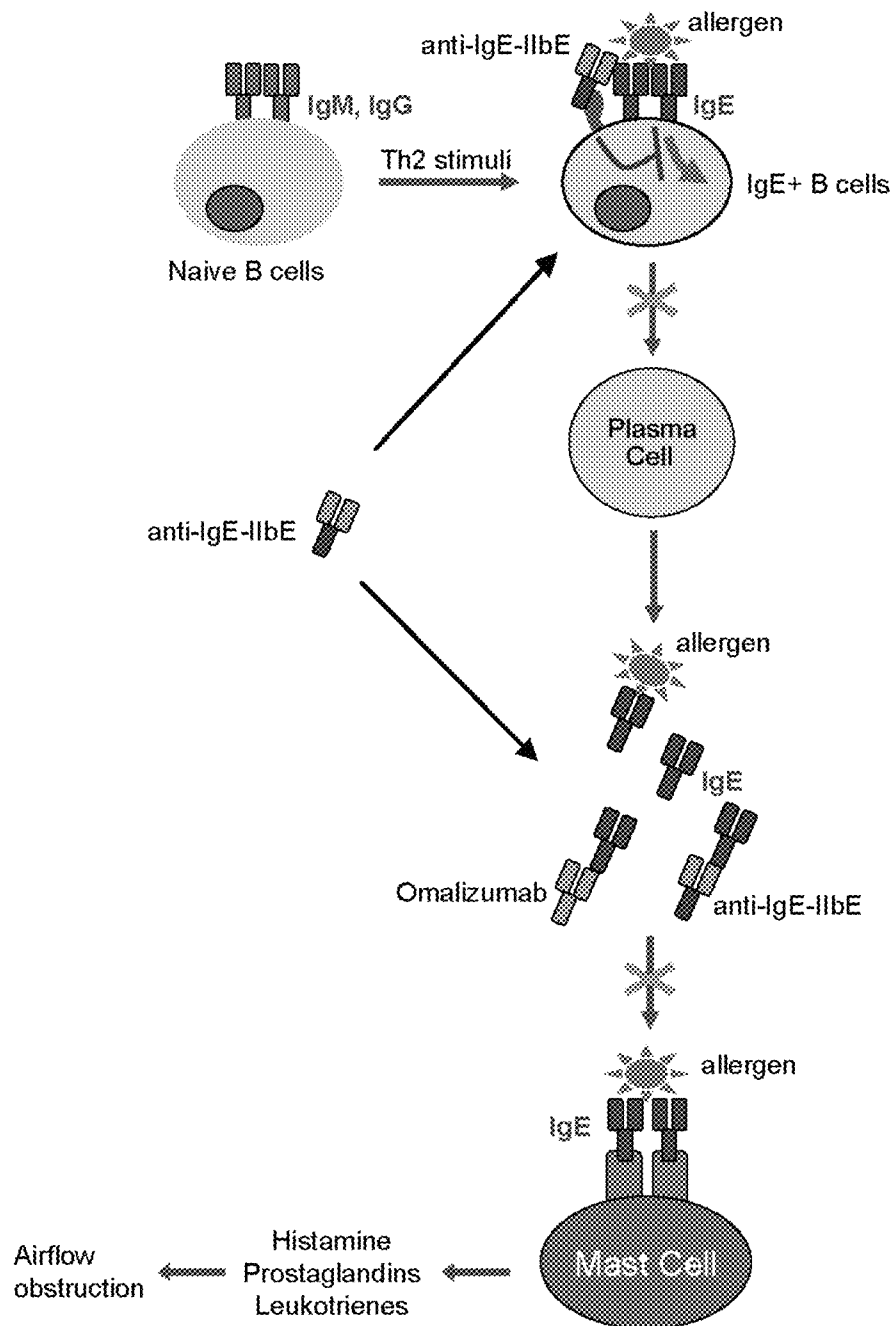 allergen
anti-IgE-IIbE
IgM, IgG
IgE
Th2 stimuli
IgE+ B cells
Naive B cells
Plasma
Cell
anti-IgE-IIbE
allergen
IgE
Omalizumab
anti-IgE-IIbE
allergen
IgE
Mast Cell
Histamine
Prostaglandins
Leukotrienes
Airflow
obstruction